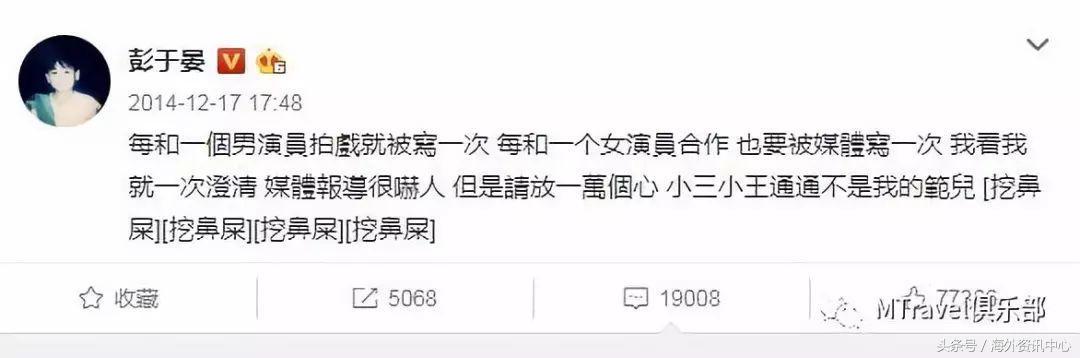 彭于晏
2014-12-17 17:48
每和一個男演員拍戲就被寫一次 每和一个女演員合作 也要被媒體寫一次 我看我
就一次澄清 媒體報導很嚇人 但是請放一萬個心 小三小王通通不是我的範兒 [挖鼻
屎][挖鼻屎][挖鼻屎][挖鼻屎]
收藏 5068 19008
MTravel俱乐部
头条号 / 海外资讯中心